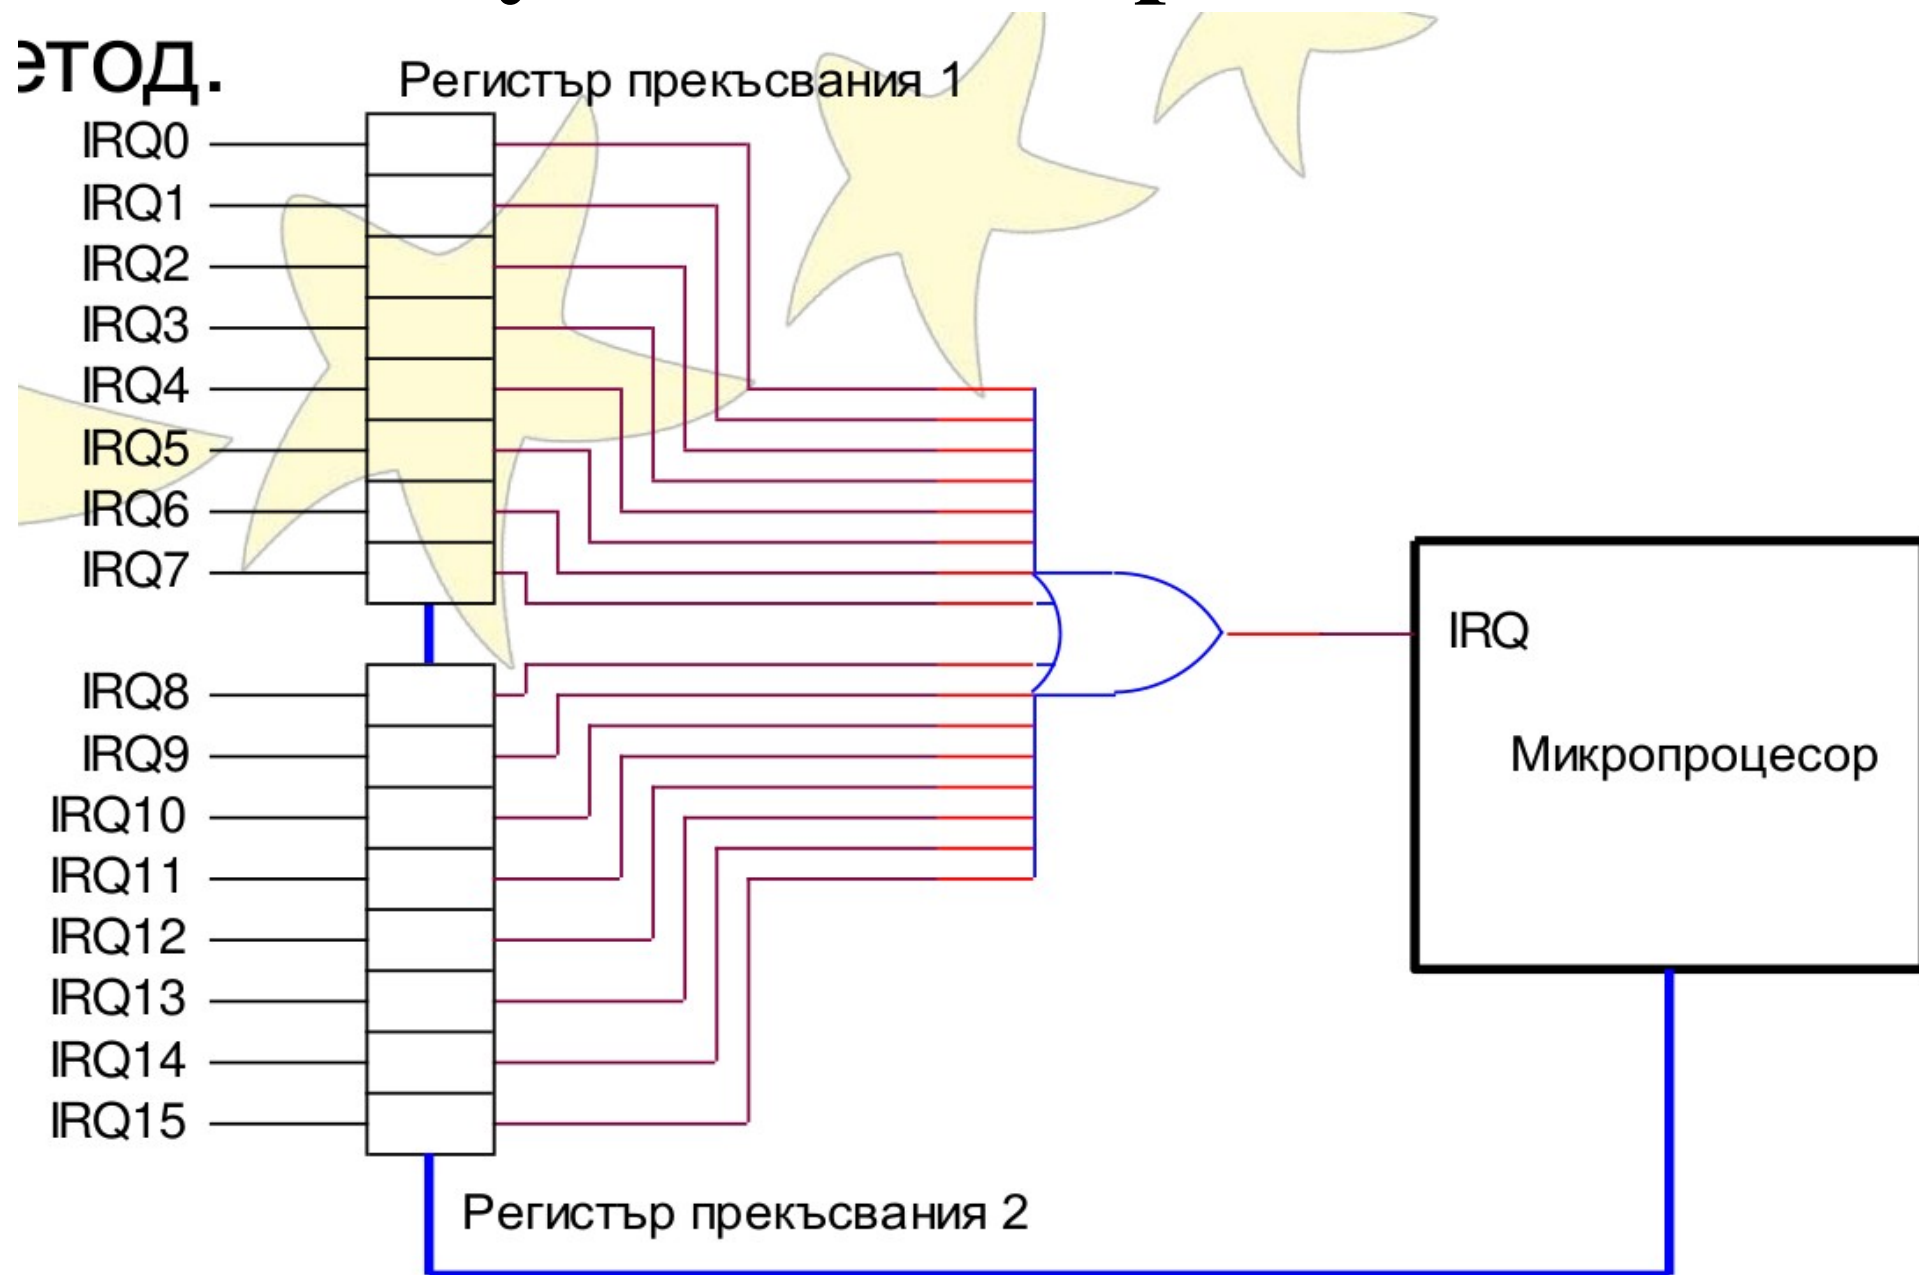 етод.
Регистър прекъсвания 1
IRQ0
IRQ1
IRQ2
IRQ3
IRQ4
IRQ5
IRQ6
IRQ7
IRQ8
IRQ9
IRQ10
IRQ11
IRQ12
IRQ13
IRQ14
IRQ15
IRQ
Микропроцесор
Регистър прекъсвания 2